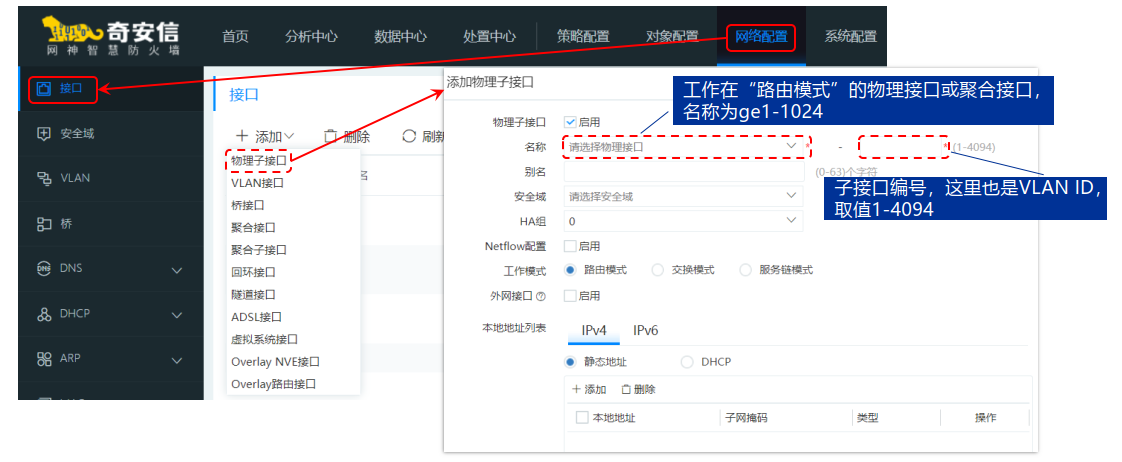 奇安信
网神智慧防火墙
首页 分析中心 数据中心 处置中心 策略配置 对象配置 网络配置 系统配置
接口
安全域
VLAN
桥
DNS
DHCP
ARP
接口
添加 删除 刷新
物理子接口
VLAN接口
桥接口
聚合接口
聚合子接口
回环接口
隧道接口
ADSL接口
虚拟系统接口
Overlay NVE接口
Overlay路由接口
名
添加物理子接口
工作在“路由模式”的物理接口或聚合接口,
名称为ge1-1024
物理子接口 启用
名称 请选择物理接口 * - * (1-4094)
别名 (0-63)个字符
子接口编号,这里也是VLAN ID,
取值1-4094
安全域 请选择安全域
HA组 0
Netflow配置 启用
工作模式 路由模式 交换模式 服务链模式
外网接口 启用
本地地址列表 IPv4 IPv6
静态地址 DHCP
添加 删除
本地地址 子网掩码 类型 操作